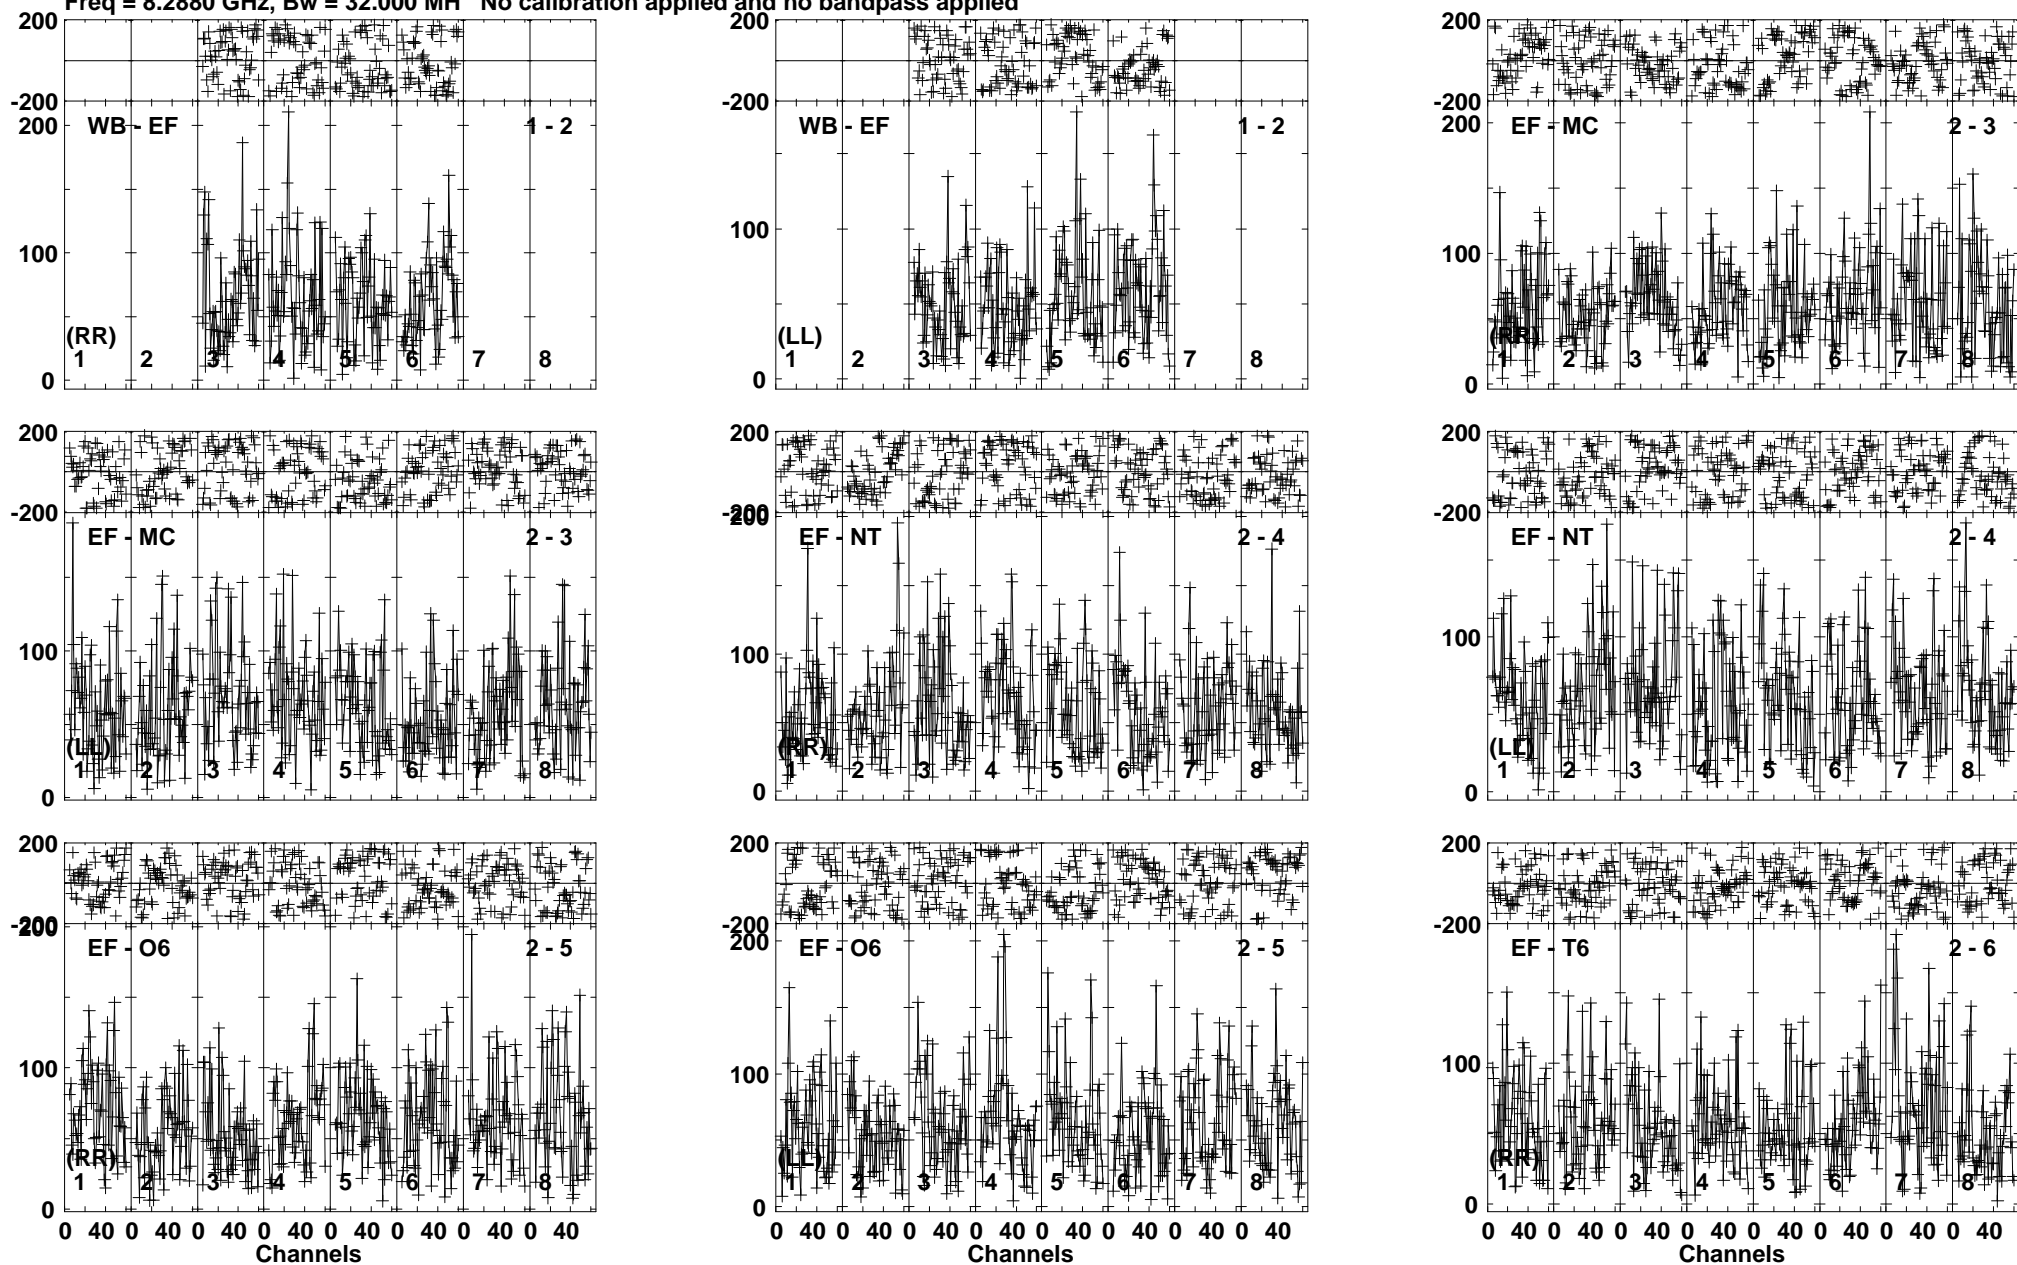 Freq = 8.2880 GHz, Bw = 32.000 MH No calibration applied and no bandpass applied
200 200 200
-200 -200 -200
WB - EF 1 - 2 WB - EF 1 - 2 EF - MC 2 - 3
200 200
100 100 100
(RR) (LL) (RR)
1 2 3 4 5 6 7 8 1 2 3 4 5 6 7 8 1 2 3 4 5 6 7 8
0 0 0
200 200 200
-200 -200 -200
200
EF - MC 2 - 3 EF - NT 2 - 4 EF - NT 2 - 4
100 100 100
(LL) (RR) (LL)
1 2 3 4 5 6 7 8 1 2 3 4 5 6 7 8 1 2 3 4 5 6 7 8
0 0 0
200 200 200
-200 -200 -200
200 200
EF - O6 2 - 5 EF - O6 2 - 5 EF - T6 2 - 6
100 100 100
(RR) (LL) (RR)
1 2 3 4 5 6 7 8 1 2 3 4 5 6 7 8 1 2 3 4 5 6 7 8
0 0 0
0 40 0 40 0 40 0 40 0 40 0 40 0 40 0 40 0 40 0 40 0 40 0 40 0 40 0 40 0 40 0 40 0 40 0 40 0 40 0 40 0 40 0 40 0 40 0 40
Channels Channels Channels